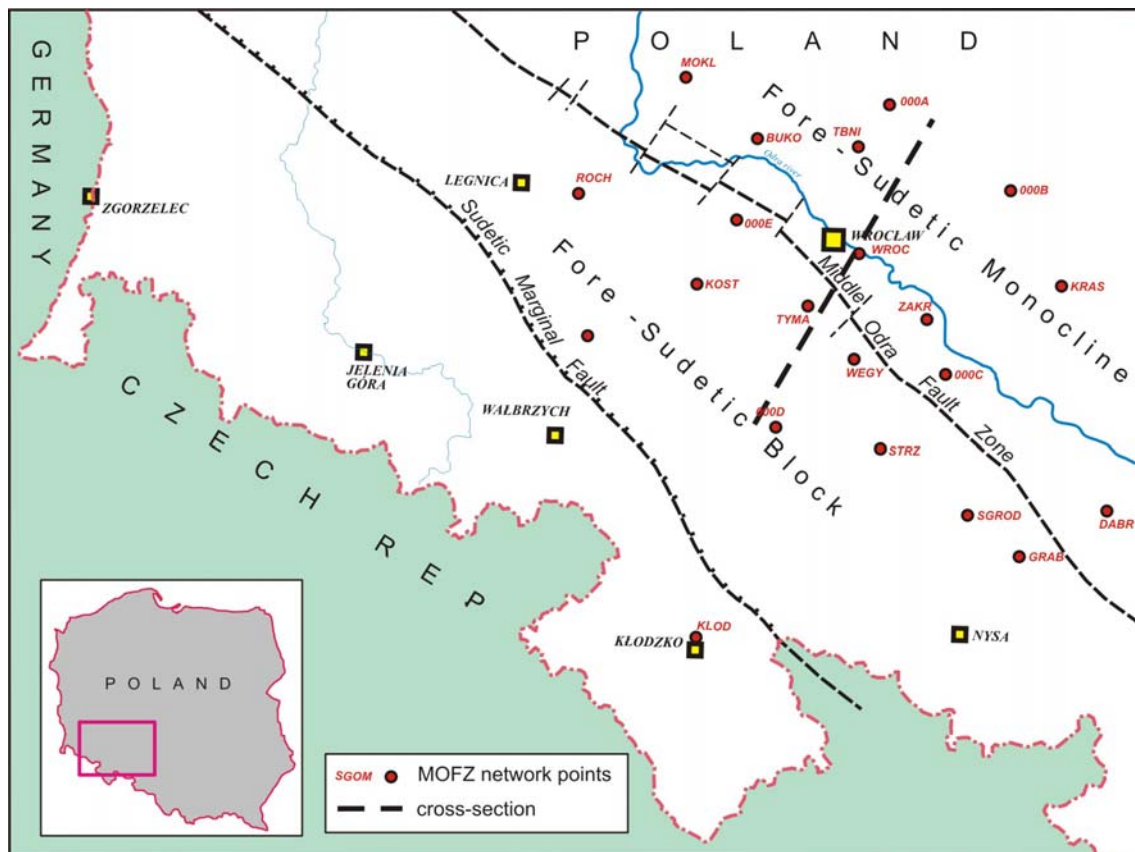 GERMANY
POLAND
MOKL
000A
Fore-Sudetic Monocline
BUKO
TBNI
Odra river
LEGNICA
ROCH
000B
ZGORZELEC
000E
WROCŁAW
WROC
Sudetic Marginal Fault
Fore-Sudetic Block
KOST
KRAS
Middlel Odra Fault Zone
TYMA
ZAKR
JELENIA
GÓRA
WEGY
000C
CZECH REP
WAŁBRZYCH
000D
STRZ
SGROD
DABR
GRAB
KLOD
KŁODZKO
NYSA
POLAND
SGOM MOFZ network points
cross-section